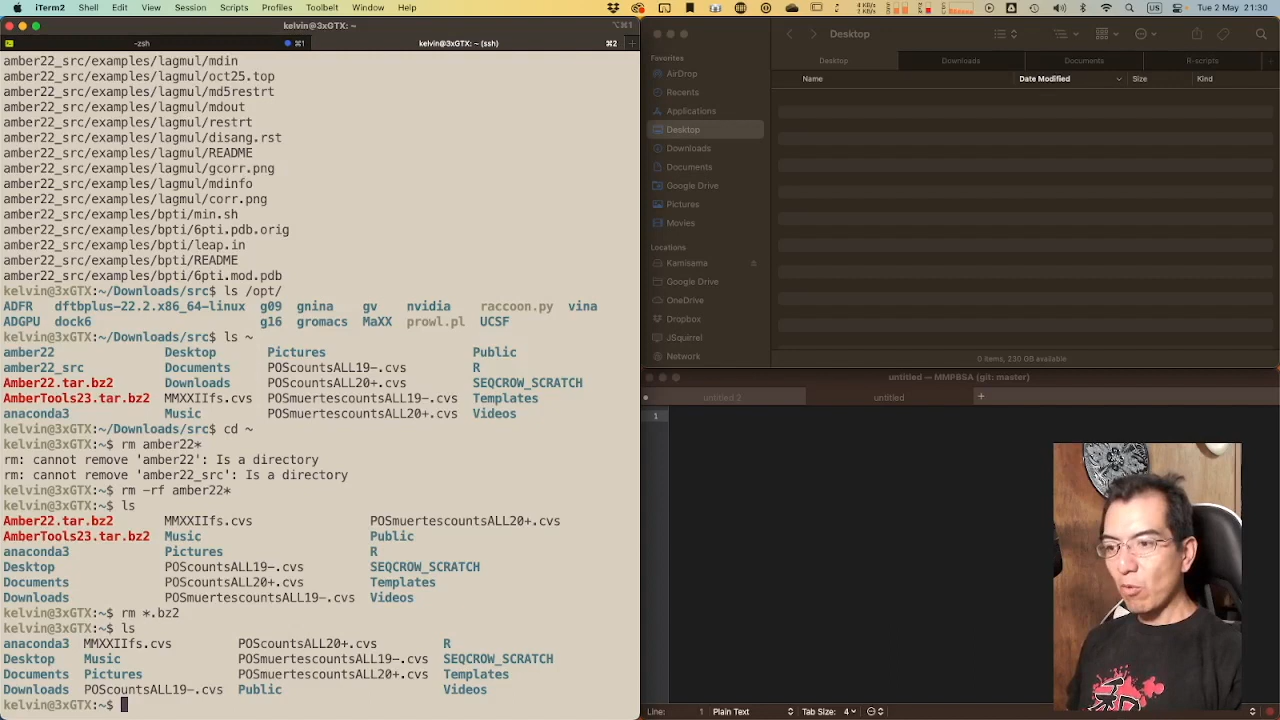 iTerm2 Shell Edit View Session Scripts Profiles Toolbelt Window Help
Tue 2 May 21:30
kelvin@3xGTX:~ ⌥⌘1
-zsh ⌘1 kelvin@3xGTX: ~ (ssh) ⌘2
amber22_src/examples/lagmul/mdin
amber22_src/examples/lagmul/oct25.top
amber22_src/examples/lagmul/md5restrt
amber22_src/examples/lagmul/mdout
amber22_src/examples/lagmul/restrt
amber22_src/examples/lagmul/disang.rst
amber22_src/examples/lagmul/README
amber22_src/examples/lagmul/gcorr.png
amber22_src/examples/lagmul/mdinfo
amber22_src/examples/lagmul/corr.png
amber22_src/examples/bpti/min.sh
amber22_src/examples/bpti/6pti.pdb.orig
amber22_src/examples/bpti/leap.in
amber22_src/examples/bpti/README
amber22_src/examples/bpti/6pti.mod.pdb
kelvin@3xGTX:~/Downloads/src$ ls /opt/
ADFR dftbplus-22.2.x86_64-linux g09 gnina gv nvidia raccoon.py vina
ADGPU dock6 g16 gromacs MaXX prowl.pl UCSF
kelvin@3xGTX:~/Downloads/src$ ls ~
amber22 Desktop Pictures Public
amber22_src Documents POScountsALL19-.cvs R
Amber22.tar.bz2 Downloads POScountsALL20+.cvs SEQCROW_SCRATCH
AmberTools23.tar.bz2 MMXXIIfs.cvs POSmuertescountsALL19-.cvs Templates
anaconda3 Music POSmuertescountsALL20+.cvs Videos
kelvin@3xGTX:~/Downloads/src$ cd ~
kelvin@3xGTX:~$ rm amber22*
rm: cannot remove 'amber22': Is a directory
rm: cannot remove 'amber22_src': Is a directory
kelvin@3xGTX:~$ rm -rf amber22*
kelvin@3xGTX:~$ ls
Amber22.tar.bz2 MMXXIIfs.cvs POSmuertescountsALL20+.cvs
AmberTools23.tar.bz2 Music Public
anaconda3 Pictures R
Desktop POScountsALL19-.cvs SEQCROW_SCRATCH
Documents POScountsALL20+.cvs Templates
Downloads POSmuertescountsALL19-.cvs Videos
kelvin@3xGTX:~$ rm *.bz2
kelvin@3xGTX:~$ ls
anaconda3 MMXXIIfs.cvs POScountsALL20+.cvs R
Desktop Music POSmuertescountsALL19-.cvs SEQCROW_SCRATCH
Documents Pictures POSmuertescountsALL20+.cvs Templates
Downloads POScountsALL19-.cvs Public Videos
kelvin@3xGTX:~$
Desktop
Desktop Downloads Documents R-scripts
Name Date Modified Size Kind
Favorites
AirDrop
Recents
Applications
Desktop
Downloads
Documents
Google Drive
Pictures
Movies
Locations
Kamisama
Google Drive
OneDrive
Dropbox
JSquirrel
Network
0 items, 230 GB available
untitled — MMPBSA (git: master)
untitled 2 untitled
1
Line: 1 Plain Text Tab Size: 4